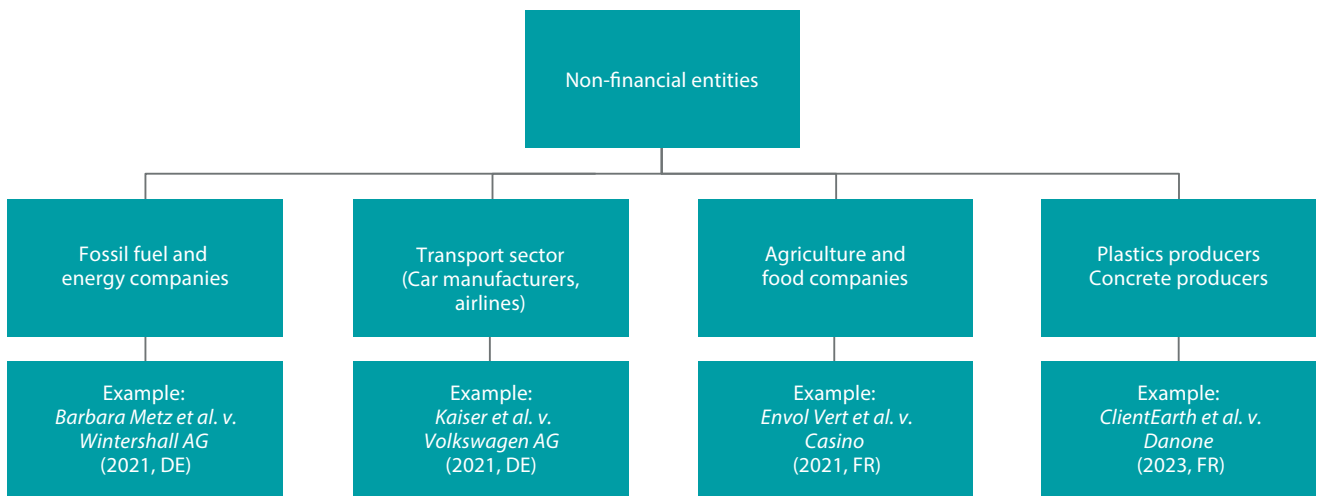 Non-financial entities
Fossil fuel and
energy companies
Transport sector
(Car manufacturers,
airlines)
Agriculture and
food companies
Plastics producers
Concrete producers
Example:
Barbara Metz et al. v.
Wintershall AG
(2021, DE)
Example:
Kaiser et al. v.
Volkswagen AG
(2021, DE)
Example:
Envol Vert et al. v.
Casino
(2021, FR)
Example:
ClientEarth et al. v.
Danone
(2023, FR)